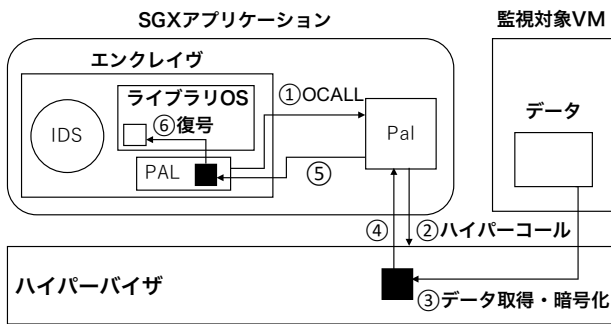 SGXアプリケーション
監視対象VM
エンクレイヴ
ライブラリOS
①OCALL
⑥復号
IDS
Pal
データ
PAL
⑤
④
②ハイパーコール
ハイパーバイザ
③データ取得・暗号化